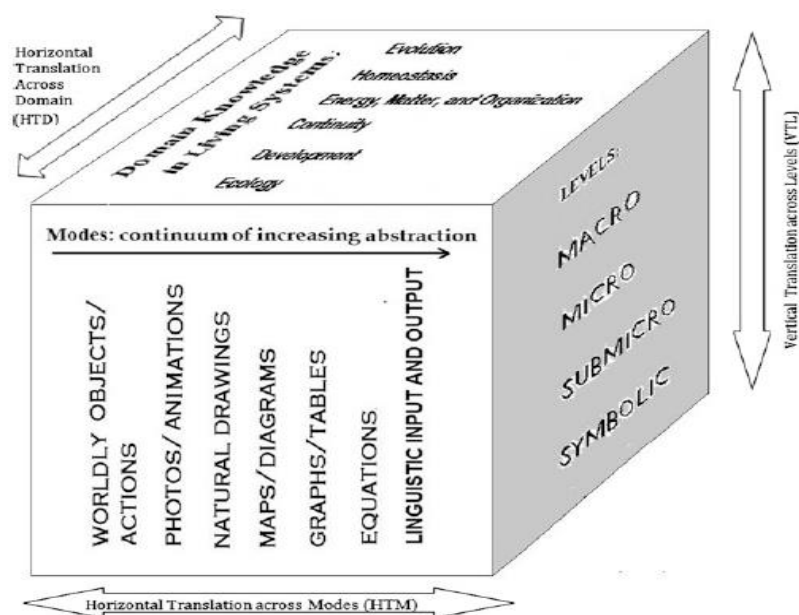 Horizontal
Translation
Across
Domain
(HTD)
Domain Knowledge
in Living Systems:
Evolution
Homeostasis
Energy, Matter, and Organization
Continuity
Development
Ecology
Modes: continuum of increasing abstraction
WORLDLY OBJECTS/
ACTIONS
PHOTOS/ANIMATIONS
NATURAL DRAWINGS
MAPS/DIAGRAMS
GRAPHS/TABLES
EQUATIONS
LINGUISTIC INPUT AND OUTPUT
LEVELS:
MACRO
MICRO
SUBMICRO
SYMBOLIC
Vertical Translation across Levels (VTL)
Horizontal Translation across Modes (HTM)